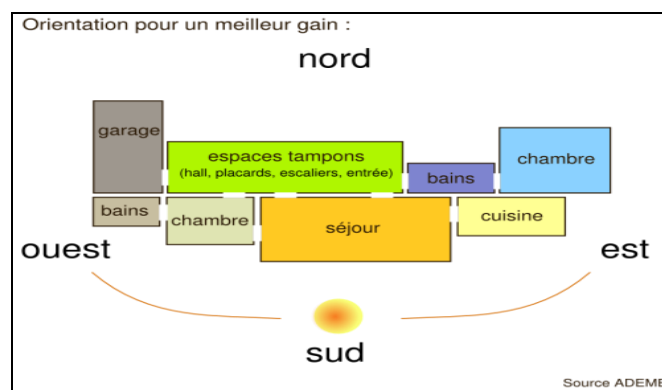 Orientation pour un meilleur gain :
nord
garage
espaces tampons
(hall, placards, escaliers, entrée)
bains
chambre
bains
chambre
séjour
cuisine
ouest
est
sud
Source ADEME